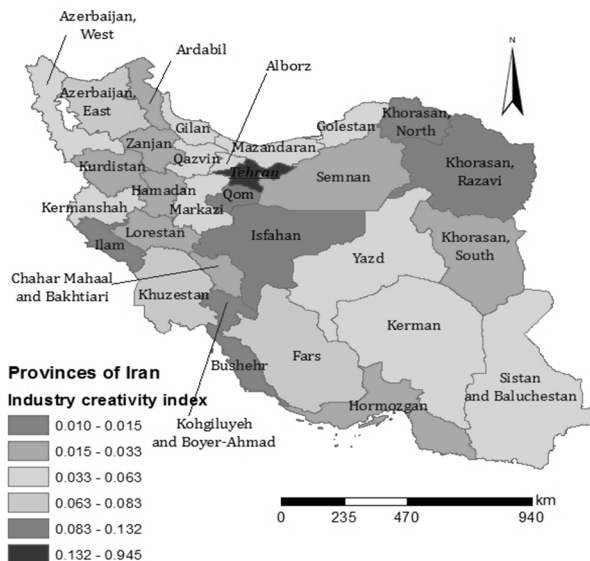 Azerbaijan,
West
Ardabil
Alborz
N
Azerbaijan,
East
Gilan
Golestan
Khorasan,
North
Zanjan
Mazandaran
Qazvin
Kurdistan
Tehran
Semnan
Khorasan,
Razavi
Hamadan
Qom
Kermanshah
Markazi
Lorestan
Ilam
Isfahan
Khorasan,
South
Yazd
Chahar Mahaal
and Bakhtiari
Khuzestan
Kerman
Fars
Bushehr
Sistan
and Baluchestan
Hormozgan
Kohgiluyeh
and Boyer-Ahmad
Provinces of Iran
Industry creativity index
0.010 - 0.015
0.015 - 0.033
0.033 - 0.063
0.063 - 0.083
0.083 - 0.132
0.132 - 0.945
km
0 235 470 940